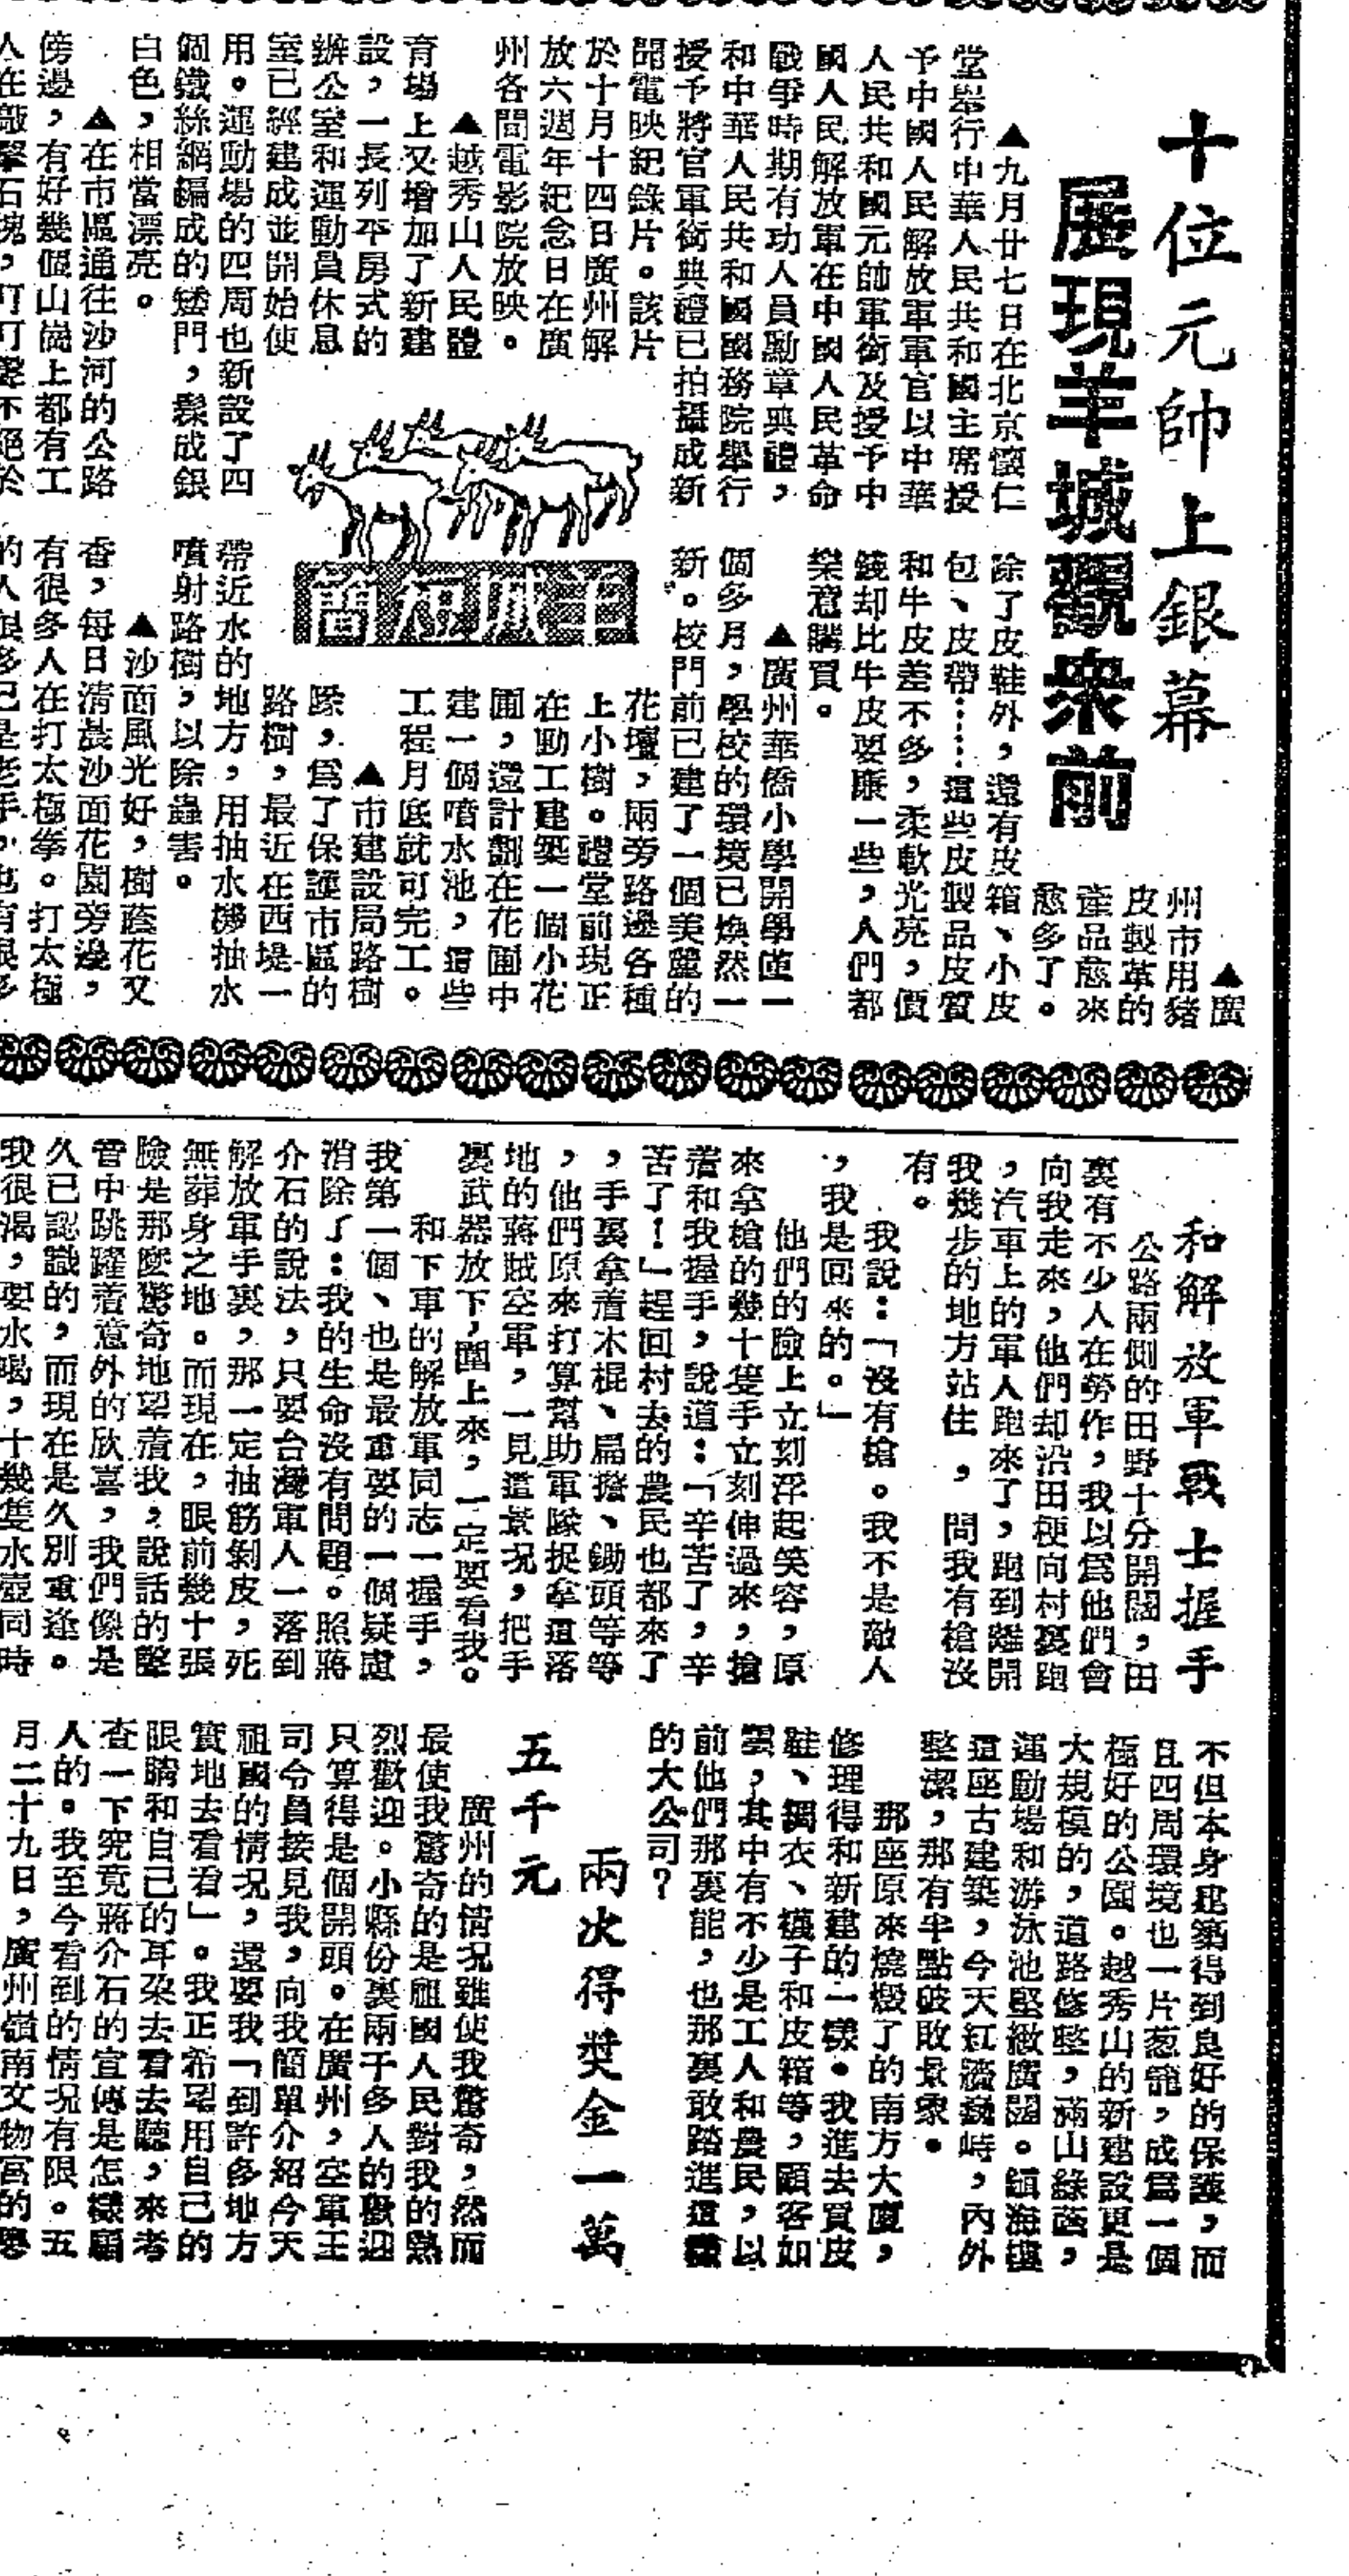 十位元帥上銀幕
展現羊城觀衆前
▲九月廿七日在北京懷仁
堂舉行中華人民共和國主席授
予中國人民解放軍軍官以中華
人民共和國元帥軍銜及授予中
國人民解放軍在中國人民革命
戰爭時期有功人員勳章典禮，
和中華人民共和國國務院舉行
授予將官軍銜典禮已拍攝成新
聞電映紀錄片。該片
於十月十四日廣州解
放六週年紀念日在廣
州各間電影院放映。
▲越秀山人民體
育場上又增加了新建
設，一長列平房式的
辦公室和運動員休息
室已經建成並開始使
用。運動場的四周也新設了四
個鐵絲網編成的矮門，髹成銀
白色，相當漂亮。
▲在市區通往沙河的公路
傍邊，有好幾個山崗上都有工
人在敲擊石塊，叮叮聲不絕於
羊城短簡
▲廣
州市用豬
皮製革的
產品愈來
愈多了。
除了皮鞋外，還有皮箱、小皮
包、皮帶……這些皮製品皮質
和牛皮差不多，柔軟光亮，價
錢却比牛皮要廉一些，人們都
樂意購買。
▲廣州華僑小學開學僅一
個多月，學校的環境已煥然一
新。校門前已建了一個美麗的
花壇，兩旁路邊各種
上小樹。禮堂前現正
在動工建築一個小花
圃，還計劃在花圃中
建一個噴水池，這些
工程月底就可完工。
▲市建設局路樹
隊，爲了保護市區的
路樹，最近在西堤一
帶近水的地方，用抽水機抽水
噴射路樹，以除蟲害。
▲沙面風光好，樹蔭花又
香，每日清晨沙面花園旁邊，
有很多人在打太極拳。打太極
的人很多已是老手，也有很多
和解放軍戰士握手
公路兩側的田野十分開闊，田
裏有不少人在勞作，我以爲他們會
向我走來，他們却沿田梗向村裏跑
，汽車上的軍人跑來了，跑到離開
我幾步的地方站住，問我有槍沒
有。
我說：「沒有槍。我不是敵人
，我是回來的。」
他們的臉上立刻浮起笑容，原
來拿槍的幾十隻手立刻伸過來，搶
着和我握手，說道：「辛苦了，辛
苦了！」趕回村去的農民也都來了
，手裏拿着木棍、扁擔、鋤頭等等
，他們原來打算幫助軍隊捉拿這落
地的蔣賊空軍，一見這景况，把手
裏武器放下，圍上來，一定要看我。
和下車的解放軍同志一握手，
我第一個、也是最重要的一個疑慮
消除了：我的生命沒有問題。照蔣
介石的說法，只要台灣軍人一落到
解放軍手裏，那一定抽筋剝皮，死
無葬身之地。而現在，眼前幾十張
臉是那麼驚奇地望着我，說話的聲
音中跳躍着意外的欣喜，我們像是
久已認識的，而現在是久別重逢。
我很渴，要水喝，十幾隻水壺同時
不但本身建築得到良好的保護，而
且四周環境也一片葱籠，成爲一個
極好的公園。越秀山的新建設更是
大規模的，道路修整，滿山綠蔭，
運動場和游泳池堅緻廣闊。鎮海樓
這座古建築，今天紅牆巍峙，內外
整潔，那有半點破敗景象。
那座原來燒燬了的南方大廈，
修理得和新建的一樣。我進去買皮
鞋、襯衣、襪子和皮箱等，顧客如
雲，其中有不少是工人和農民，以
前他們那裏能，也那裏敢踏進這樣
的大公司？
兩次得奬金一萬
五千元
廣州的情况雖使我驚奇，然而
最使我驚奇的是祖國人民對我的熱
烈歡迎。小縣份裏兩千多人的歡迎
只算得是個開頭。在廣州，空軍王
司令員接見我，向我簡單介紹今天
祖國的情况，還要我「到許多地方
實地去看看」。我正希望用自己的
眼睛和自己的耳朶去看去聽，來考
查一下究竟蔣介石的宣傳是怎樣騙
人的。我至今看到的情况有限。五
月二十九日，廣州嶺南文物宮的